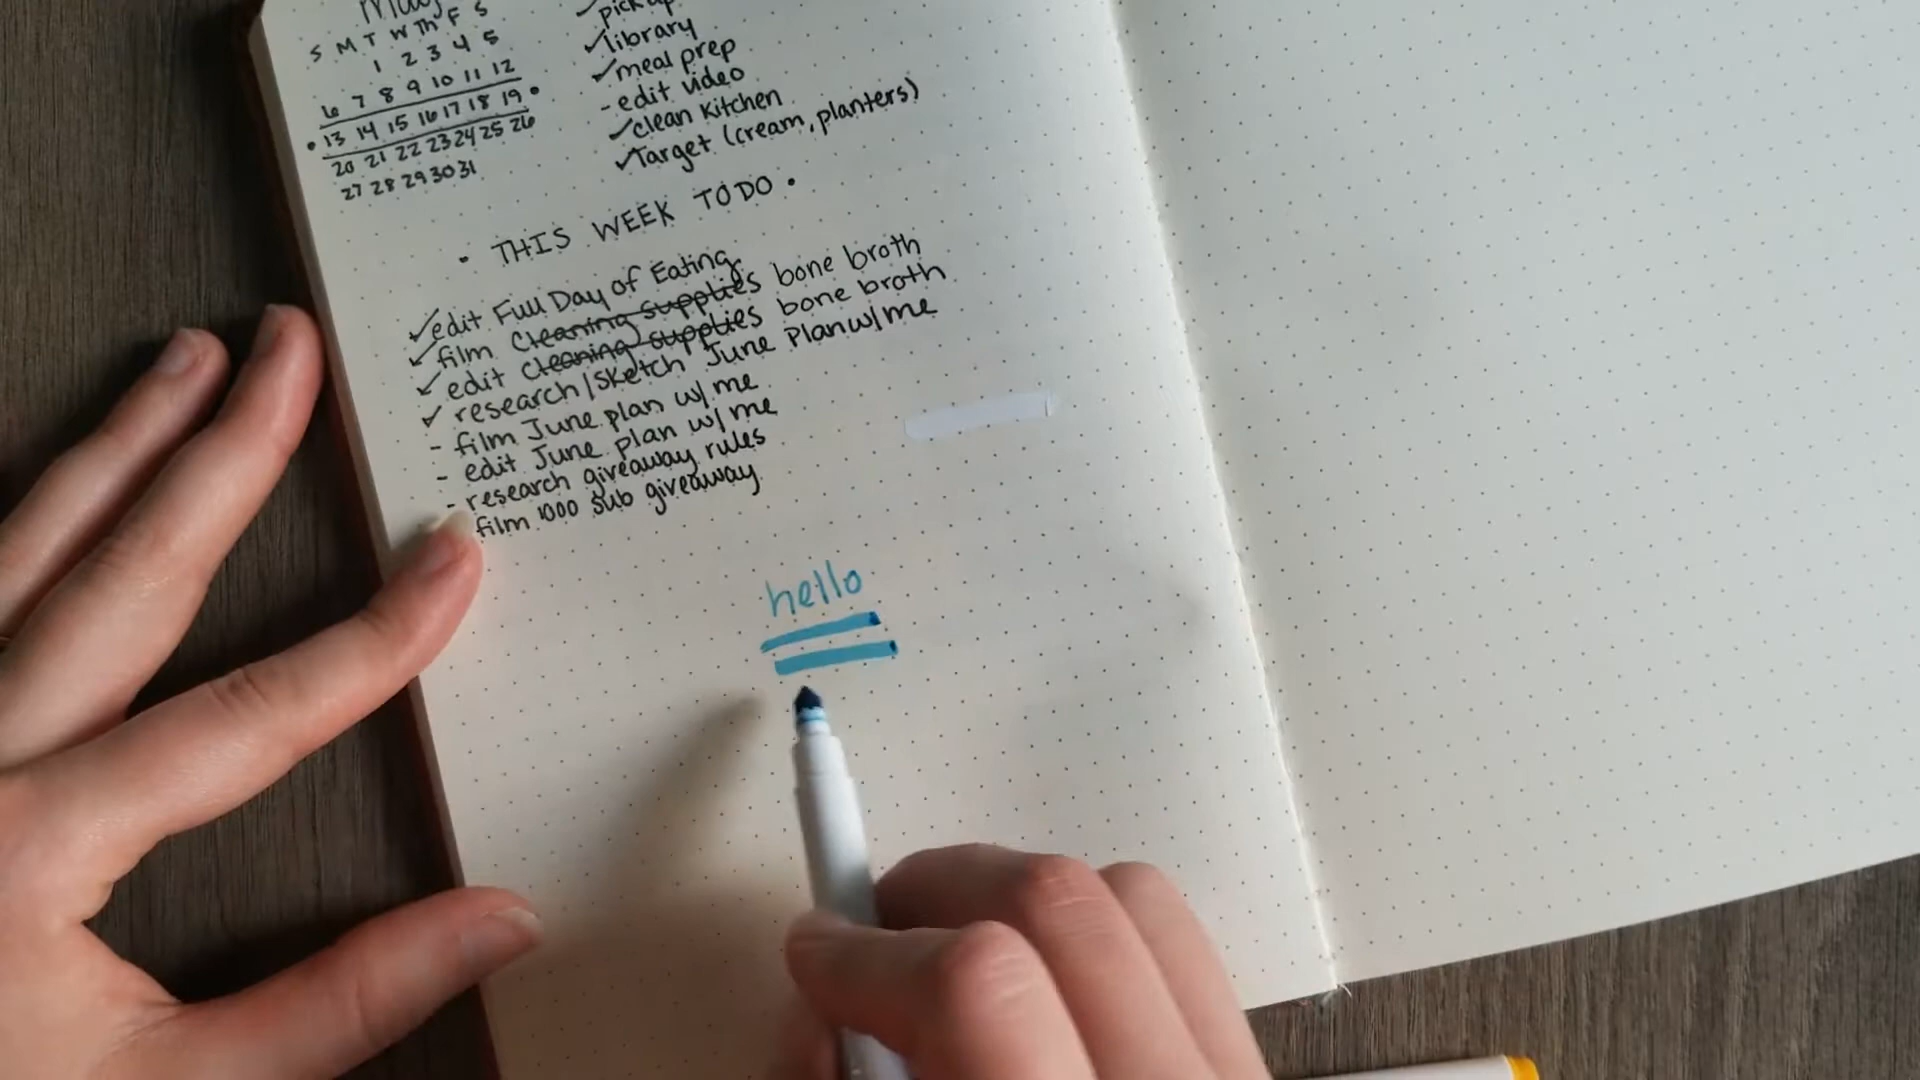 May
S M T W Th F S
1 2 3 4 5
6 7 8 9 10 11 12
• 13 14 15 16 17 18 19 •
20 21 22 23 24 25 26
27 28 29 30 31
✓ library
✓ meal prep
- edit video
✓ clean kitchen
✓ Target (cream, planters)
• THIS WEEK TODO •
✓ edit Full Day of Eating
✓ film cleaning supplies bone broth
✓ edit cleaning supplies bone broth
✓ research/sketch June Plan w/ me
- film June plan w/ me
- edit June plan w/ me
- research giveaway rules
film 1000 sub giveaway
hello